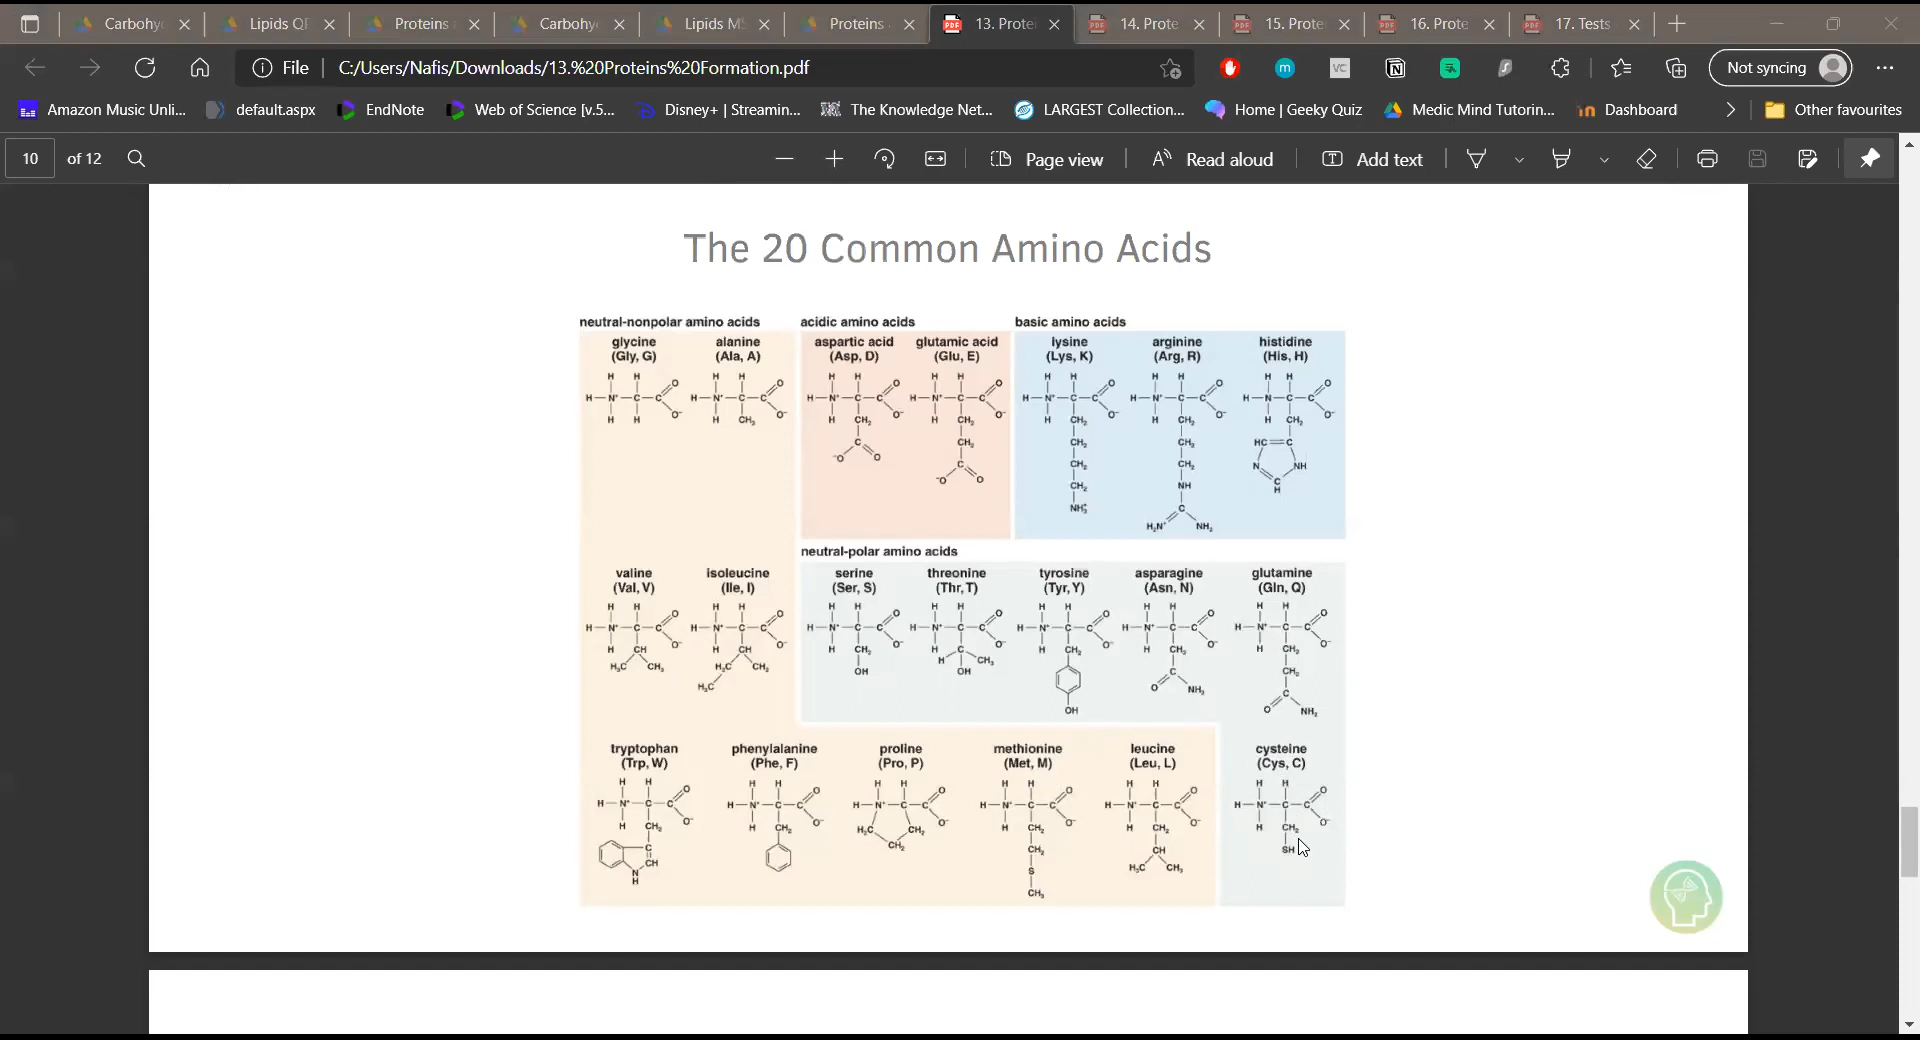 Carbohy
Lipids Q
Proteins
Carbohy
Lipids M
Proteins
13. Prote
14. Prote
15. Prote
16. Prote
17. Tests
File
C:/Users/Nafis/Downloads/13.%20Proteins%20Formation.pdf
Not syncing
Amazon Music Unli...
default.aspx
EndNote
Web of Science [v.5...
Disney+ | Streamin...
The Knowledge Net...
LARGEST Collection...
Home | Geeky Quiz
Medic Mind Tutorin...
Dashboard
Other favourites
10 of 12
Page view
Read aloud
Add text
The 20 Common Amino Acids
neutral-nonpolar amino acids
acidic amino acids
basic amino acids
glycine
(Gly, G)
alanine
(Ala, A)
aspartic acid
(Asp, D)
glutamic acid
(Glu, E)
lysine
(Lys, K)
arginine
(Arg, R)
histidine
(His, H)
neutral-polar amino acids
valine
(Val, V)
isoleucine
(Ile, I)
serine
(Ser, S)
threonine
(Thr, T)
tyrosine
(Tyr, Y)
asparagine
(Asn, N)
glutamine
(Gln, Q)
tryptophan
(Trp, W)
phenylalanine
(Phe, F)
proline
(Pro, P)
methionine
(Met, M)
leucine
(Leu, L)
cysteine
(Cys, C)